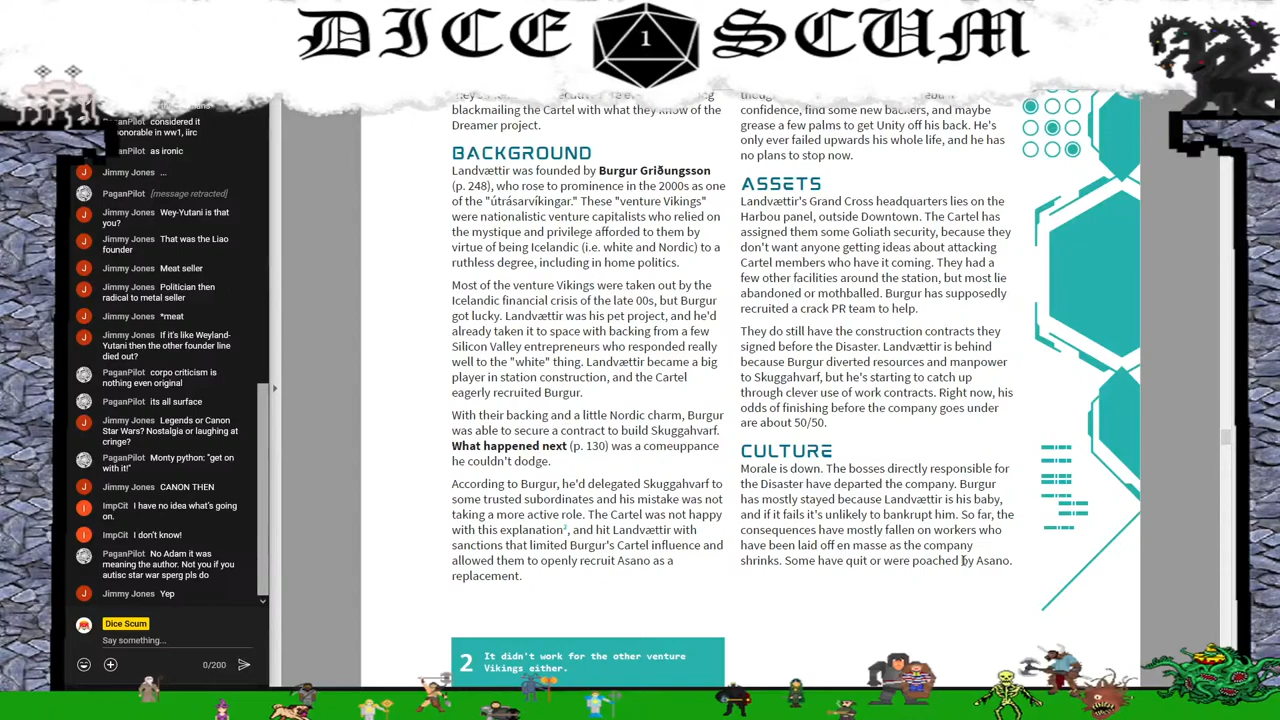 DICE 1 SCUM
PaganPilot considered it
honorable in ww1, iirc
PaganPilot as ironic
Jimmy Jones ...
PaganPilot [message retracted]
Jimmy Jones Wey-Yutani is that
you?
Jimmy Jones That was the Liao
founder
Jimmy Jones Meat seller
Jimmy Jones Politician then
radical to metal seller
Jimmy Jones *meat
Jimmy Jones If it's like Weyland-
Yutani then the other founder line
died out?
PaganPilot corpo criticism is
nothing even original
PaganPilot its all surface
Jimmy Jones Legends or Canon
Star Wars? Nostalgia or laughing at
cringe?
PaganPilot Monty python: "get on
with it!"
Jimmy Jones CANON THEN
ImpCit I have no idea what's going
on.
ImpCit I don't know!
PaganPilot No Adam it was
meaning the author. Not you if you
autisc star war sperg pls do
Jimmy Jones Yep
Dice Scum
Say something...
0/200
blackmailing the Cartel with what they know of the
Dreamer project.
BACKGROUND
Landvættir was founded by Burgur Griðungsson
(p. 248), who rose to prominence in the 2000s as one
of the "útrásarvíkingar." These "venture Vikings"
were nationalistic venture capitalists who relied on
the mystique and privilege afforded to them by
virtue of being Icelandic (i.e. white and Nordic) to a
ruthless degree, including in home politics.
Most of the venture Vikings were taken out by the
Icelandic financial crisis of the late 00s, but Burgur
got lucky. Landvættir was his pet project, and he'd
already taken it to space with backing from a few
Silicon Valley entrepreneurs who responded really
well to the "white" thing. Landvættir became a big
player in station construction, and the Cartel
eagerly recruited Burgur.
With their backing and a little Nordic charm, Burgur
was able to secure a contract to build Skuggahvarf.
What happened next (p. 130) was a comeuppance
he couldn't dodge.
According to Burgur, he'd delegated Skuggahvarf to
some trusted subordinates and his mistake was not
taking a more active role. The Cartel was not happy
with this explanation², and hit Landvættir with
sanctions that limited Burgur's Cartel influence and
allowed them to openly recruit Asano as a
replacement.
2 It didn't work for the other venture
Vikings either.
confidence, find some new backers, and maybe
grease a few palms to get Unity off his back. He's
only ever failed upwards his whole life, and he has
no plans to stop now.
ASSETS
Landvættir's Grand Cross headquarters lies on the
Harbou panel, outside Downtown. The Cartel has
assigned them some Goliath security, because they
don't want anyone getting ideas about attacking
Cartel members who have it coming. They had a
few other facilities around the station, but most lie
abandoned or mothballed. Burgur has supposedly
recruited a crack PR team to help.
They do still have the construction contracts they
signed before the Disaster. Landvættir is behind
because Burgur diverted resources and manpower
to Skuggahvarf, but he's starting to catch up
through clever use of work contracts. Right now, his
odds of finishing before the company goes under
are about 50/50.
CULTURE
Morale is down. The bosses directly responsible for
the Disaster have departed the company. Burgur
has mostly stayed because Landvættir is his baby,
and if it fails it's unlikely to bankrupt him. So far, the
consequences have mostly fallen on workers who
have been laid off en masse as the company
shrinks. Some have quit or were poached by Asano.